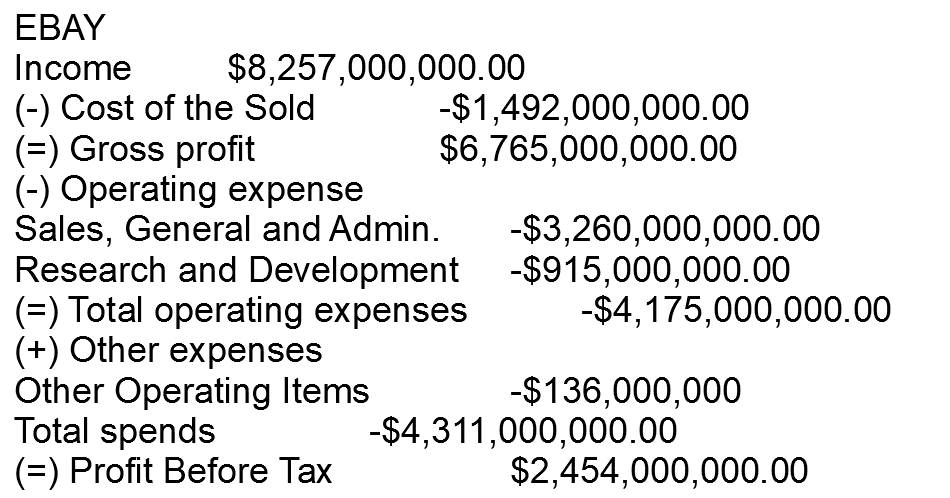 EBAY
Income $8,257,000,000.00
(-) Cost of the Sold -$1,492,000,000.00
(=) Gross profit $6,765,000,000.00
(-) Operating expense
Sales, General and Admin. -$3,260,000,000.00
Research and Development -$915,000,000.00
(=) Total operating expenses -$4,175,000,000.00
(+) Other expenses
Other Operating Items -$136,000,000
Total spends -$4,311,000,000.00
(=) Profit Before Tax $2,454,000,000.00